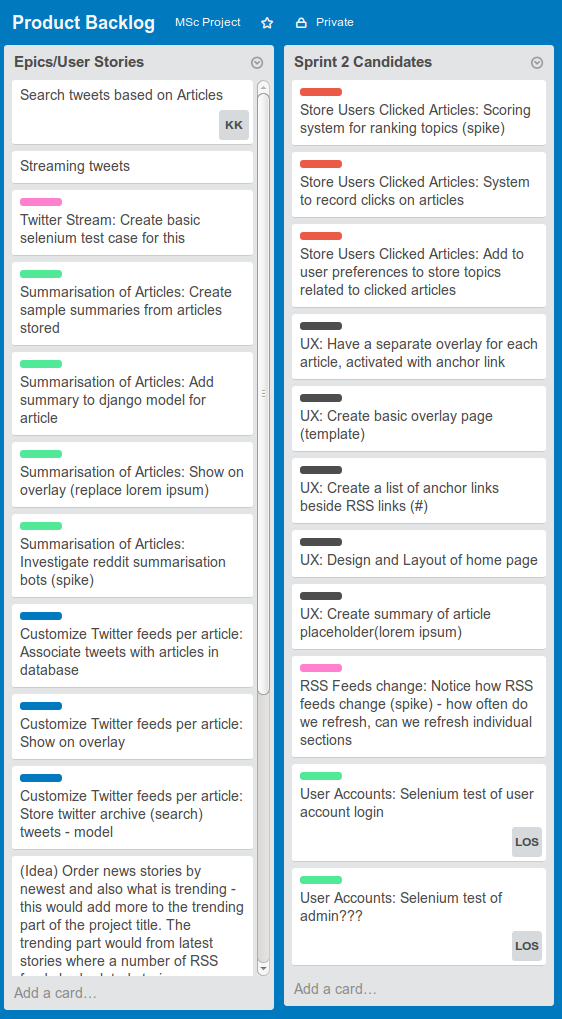 Product Backlog MSc Project Private
Epics/User Stories
Search tweets based on Articles
KK
Streaming tweets
Twitter Stream: Create basic
selenium test case for this
Summarisation of Articles: Create
sample summaries from articles
stored
Summarisation of Articles: Add
summary to django model for
article
Summarisation of Articles: Show on
overlay (replace lorem ipsum)
Summarisation of Articles:
Investigate reddit summarisation
bots (spike)
Customize Twitter feeds per article:
Associate tweets with articles in
database
Customize Twitter feeds per article:
Show on overlay
Customize Twitter feeds per article:
Store twitter archive (search)
tweets - model
(Idea) Order news stories by
newest and also what is trending -
this would add more to the trending
part of the project title. The
trending part would from latest
stories where a number of RSS
Add a card…
Sprint 2 Candidates
Store Users Clicked Articles: Scoring
system for ranking topics (spike)
Store Users Clicked Articles: System
to record clicks on articles
Store Users Clicked Articles: Add to
user preferences to store topics
related to clicked articles
UX: Have a separate overlay for each
article, activated with anchor link
UX: Create basic overlay page
(template)
UX: Create a list of anchor links
beside RSS links (#)
UX: Design and Layout of home page
UX: Create summary of article
placeholder(lorem ipsum)
RSS Feeds change: Notice how RSS
feeds change (spike) - how often do
we refresh, can we refresh individual
sections
User Accounts: Selenium test of user
account login
LOS
User Accounts: Selenium test of
admin???
LOS
Add a card…